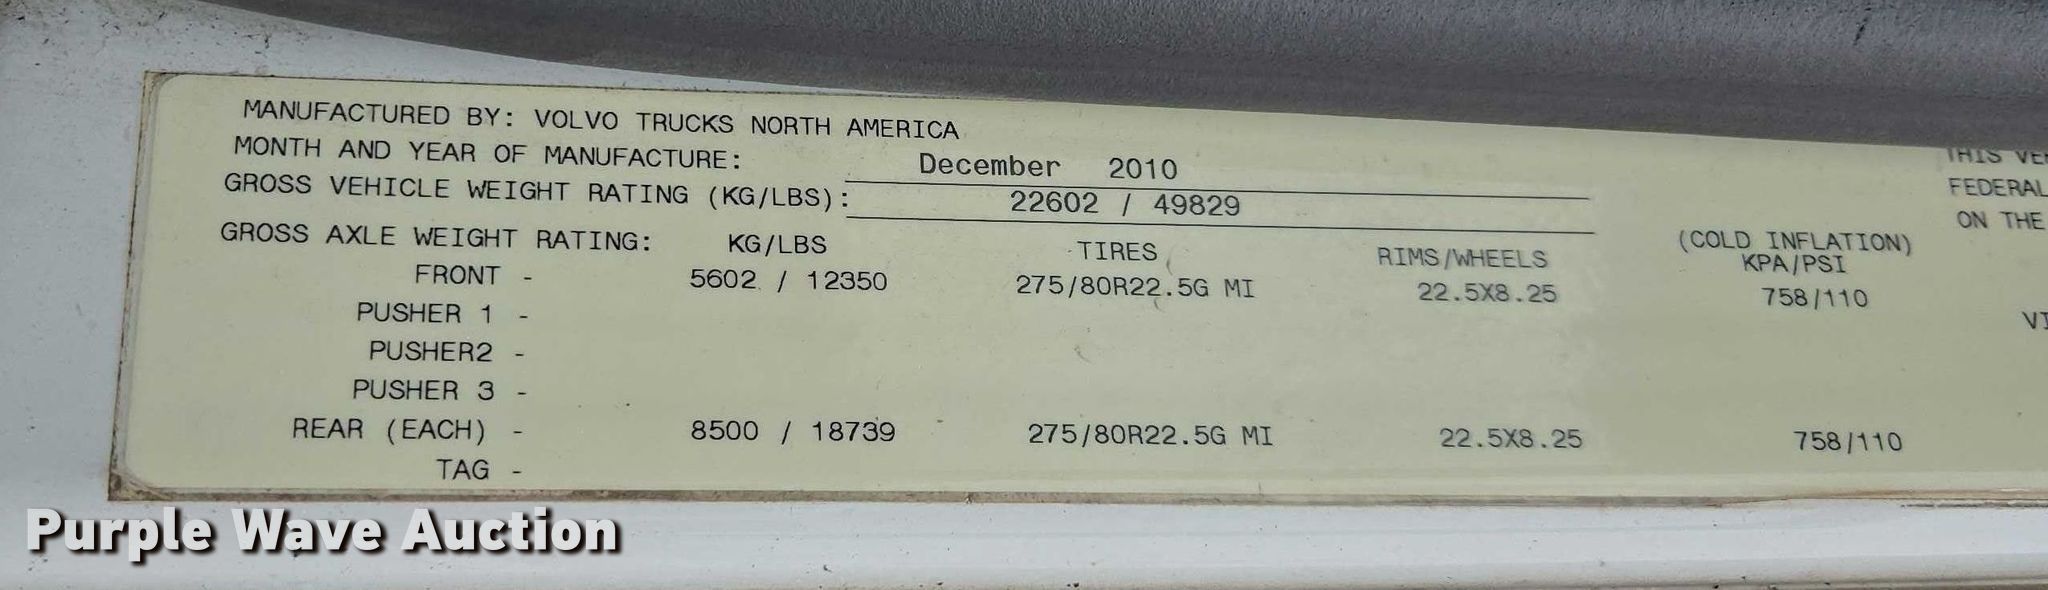 MANUFACTURED BY: VOLVO TRUCKS NORTH AMERICA
MONTH AND YEAR OF MANUFACTURE: December 2010
GROSS VEHICLE WEIGHT RATING (KG/LBS): 22602 / 49829
GROSS AXLE WEIGHT RATING: KG/LBS TIRES RIMS/WHEELS (COLD INFLATION) KPA/PSI
FRONT - 5602 / 12350 275/80R22.5G MI 22.5X8.25 758/110
PUSHER 1 -
PUSHER2 -
PUSHER 3 -
REAR (EACH) - 8500 / 18739 275/80R22.5G MI 22.5X8.25 758/110
TAG -
THIS
FEDERAL
ON THE
Purple Wave Auction